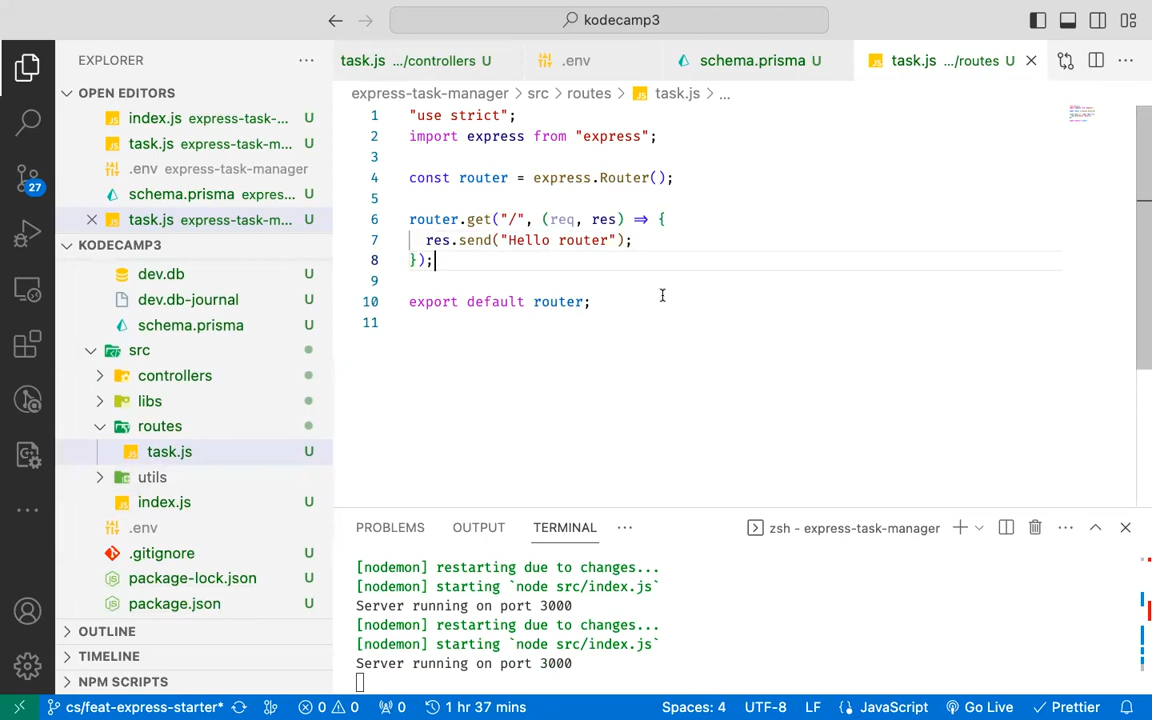 kodecamp3
EXPLORER
OPEN EDITORS
index.js express-task-... U
task.js express-task-m... U
.env express-task-manager
schema.prisma expres... U
task.js express-task-m... U
KODECAMP3
dev.db U
dev.db-journal U
schema.prisma U
src
controllers
libs
routes
task.js U
utils
index.js U
.env
.gitignore U
package-lock.json U
package.json U
OUTLINE
TIMELINE
NPM SCRIPTS
27
task.js .../controllers U
.env
schema.prisma U
task.js .../routes U
express-task-manager > src > routes > task.js > ...
1 "use strict";
2 import express from "express";
3
4 const router = express.Router();
5
6 router.get("/", (req, res) => {
7 res.send("Hello router");
8 });
9
10 export default router;
11
PROBLEMS OUTPUT TERMINAL
zsh - express-task-manager
[nodemon] restarting due to changes...
[nodemon] starting `node src/index.js`
Server running on port 3000
[nodemon] restarting due to changes...
[nodemon] starting `node src/index.js`
Server running on port 3000
cs/feat-express-starter* 0 0 0 1 hr 37 mins Spaces: 4 UTF-8 LF JavaScript Go Live Prettier